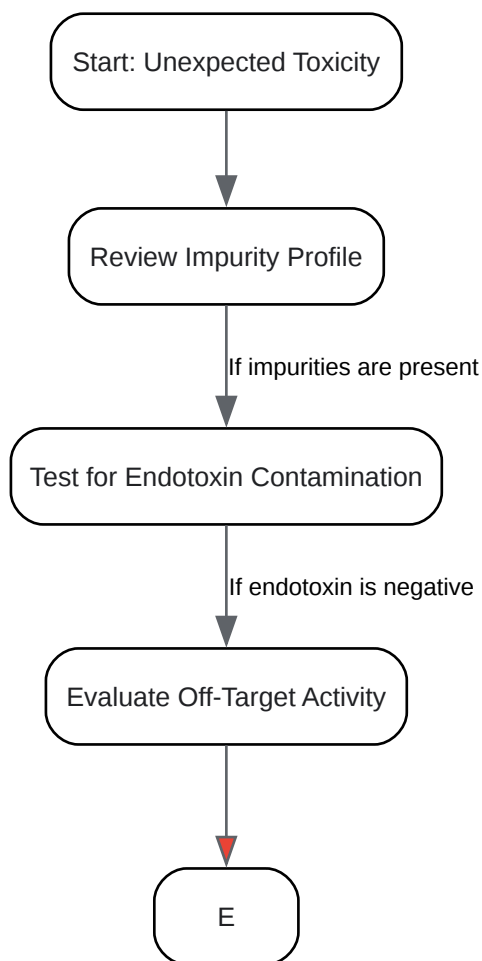 Start: Unexpected Toxicity
Review Impurity Profile
If impurities are present
Test for Endotoxin Contamination
If endotoxin is negative
Evaluate Off-Target Activity
E